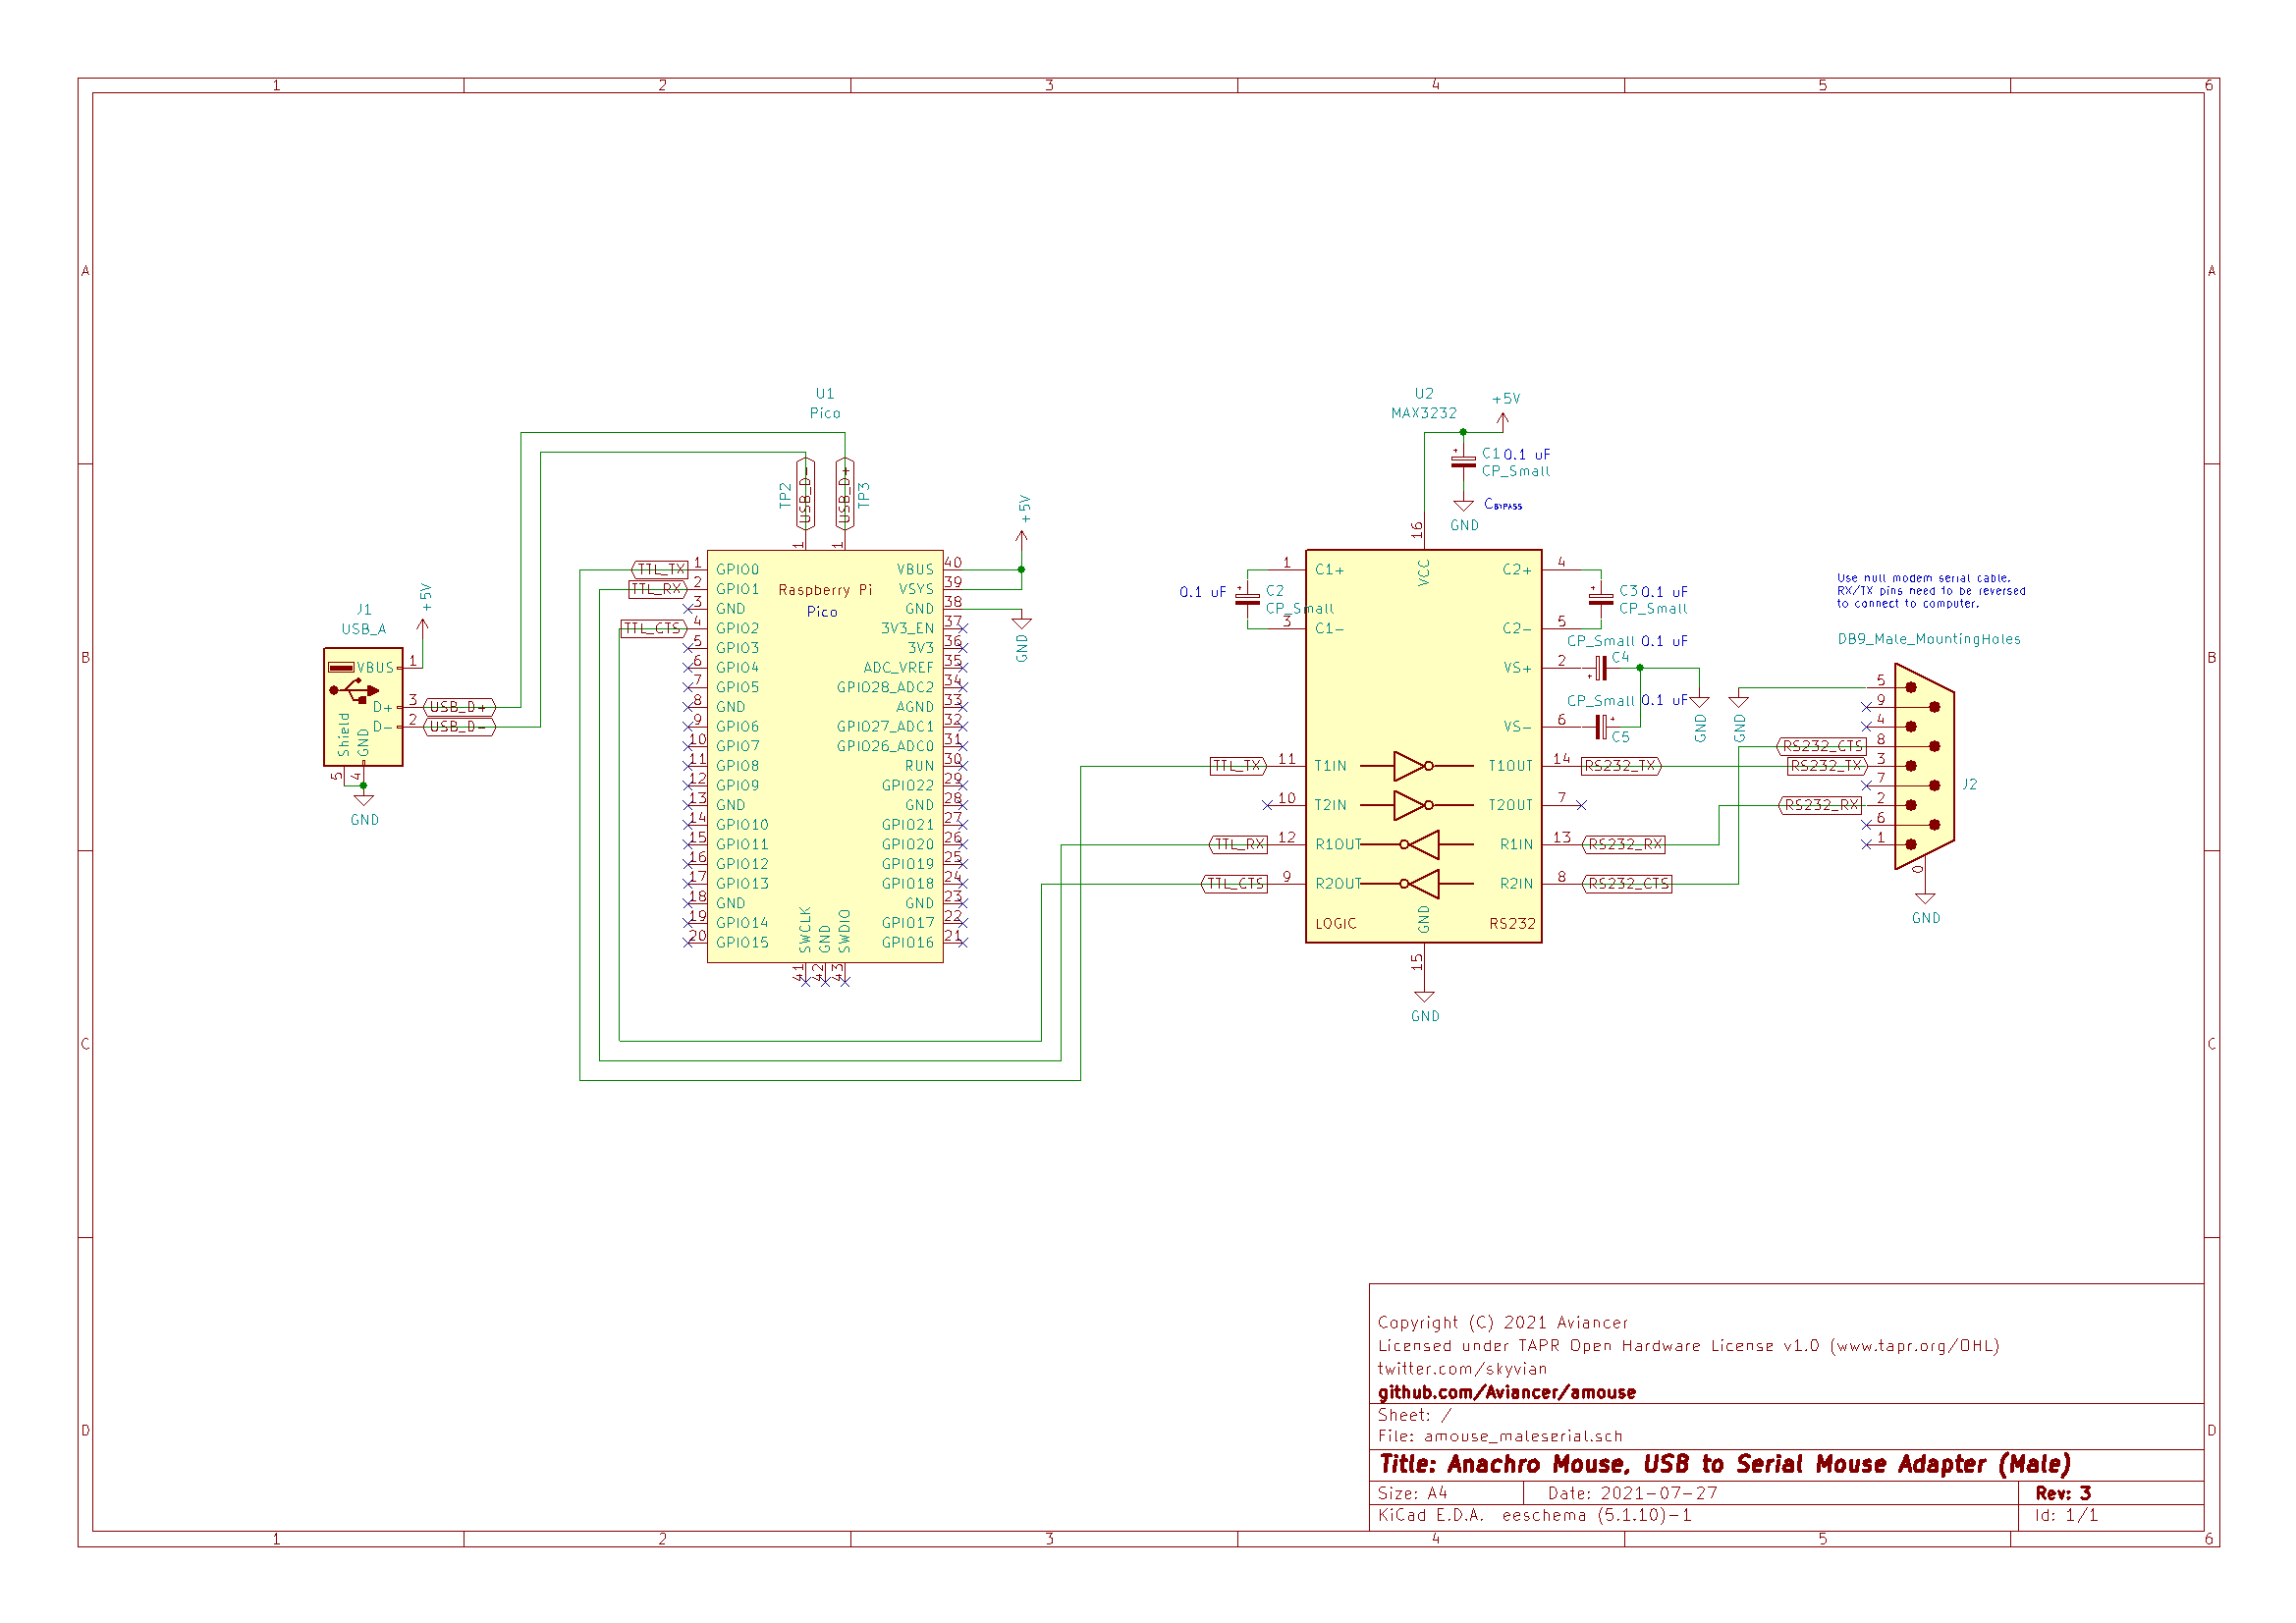 1 2 3 4 5 6
A A
B B
C C
D D
1 2 3 4 5 6
J1
USB_A
+5V
VBUS 1
D+ 3 USB_D+
D- 2 USB_D-
Shield
GND
5 4
GND
U1
Pico
TP2 USB_D- USB_D+ TP3
1 1
Raspberry Pi
Pico
TTL_TX 1 GPIO0
TTL_RX 2 GPIO1
3 GND
TTL_CTS 4 GPIO2
5 GPIO3
6 GPIO4
7 GPIO5
8 GND
9 GPIO6
10 GPIO7
11 GPIO8
12 GPIO9
13 GND
14 GPIO10
15 GPIO11
16 GPIO12
17 GPIO13
18 GND
19 GPIO14
20 GPIO15
SWCLK GND SWDIO
41 42 43
VBUS 40
VSYS 39
GND 38
3V3_EN 37
3V3 36
ADC_VREF 35
GPIO28_ADC2 34
AGND 33
GPIO27_ADC1 32
GPIO26_ADC0 31
RUN 30
GPIO22 29
GND 28
GPIO21 27
GPIO20 26
GPIO19 25
GPIO18 24
GND 23
GPIO17 22
GPIO16 21
+5V
GND
U2
MAX3232
+5V
C1 0.1 uF
CP_Small
CBYPASS
GND
16
VCC
1 C1+
0.1 uF + C2
CP_Small
3 C1-
C2+ 4
+ C3 0.1 uF
CP_Small
C2- 5
CP_Small 0.1 uF
C4
VS+ 2
CP_Small 0.1 uF
VS- 6
C5
GND
TTL_TX 11 T1IN
10 T2IN
TTL_RX 12 R1OUT
TTL_CTS 9 R2OUT
T1OUT 14 RS232_TX
T2OUT 7
R1IN 13 RS232_RX
R2IN 8 RS232_CTS
LOGIC GND RS232
15
GND
Use null modem serial cable,
RX/TX pins need to be reversed
to connect to computer.
DB9_Male_MountingHoles
GND
5
9
4
RS232_CTS 8
RS232_TX 3
7
RS232_RX 2
6
1
J2
0
GND
Copyright (C) 2021 Aviancer
Licensed under TAPR Open Hardware License v1.0 (www.tapr.org/OHL)
twitter.com/skyvian
github.com/Aviancer/amouse
Sheet: /
File: amouse_maleserial.sch
Title: Anachro Mouse, USB to Serial Mouse Adapter (Male)
Size: A4 Date: 2021-07-27 Rev: 3
KiCad E.D.A. eeschema (5.1.10)-1 Id: 1/1